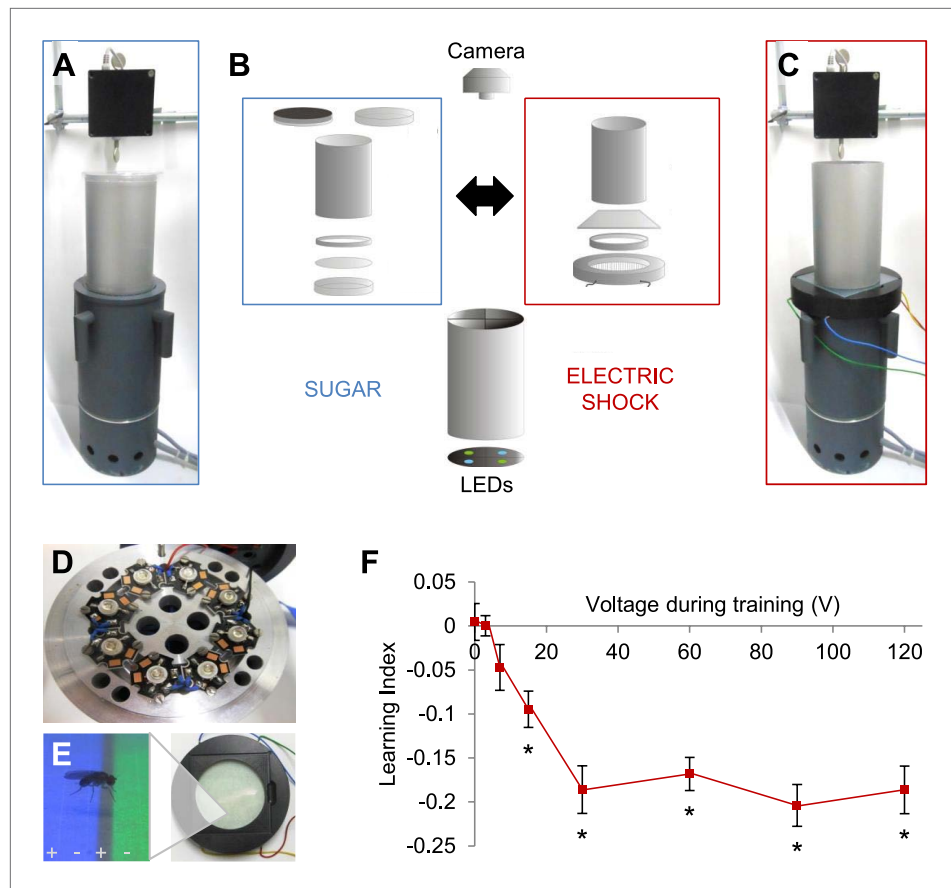 A
B
Camera
C
SUGAR
ELECTRIC
SHOCK
LEDs
D
E
+ - + -
F
Voltage during training (V)
Learning Index
0.05
0
-0.05
-0.1
-0.15
-0.2
-0.25
0 20 40 60 80 100 120
*
*
*
*
*